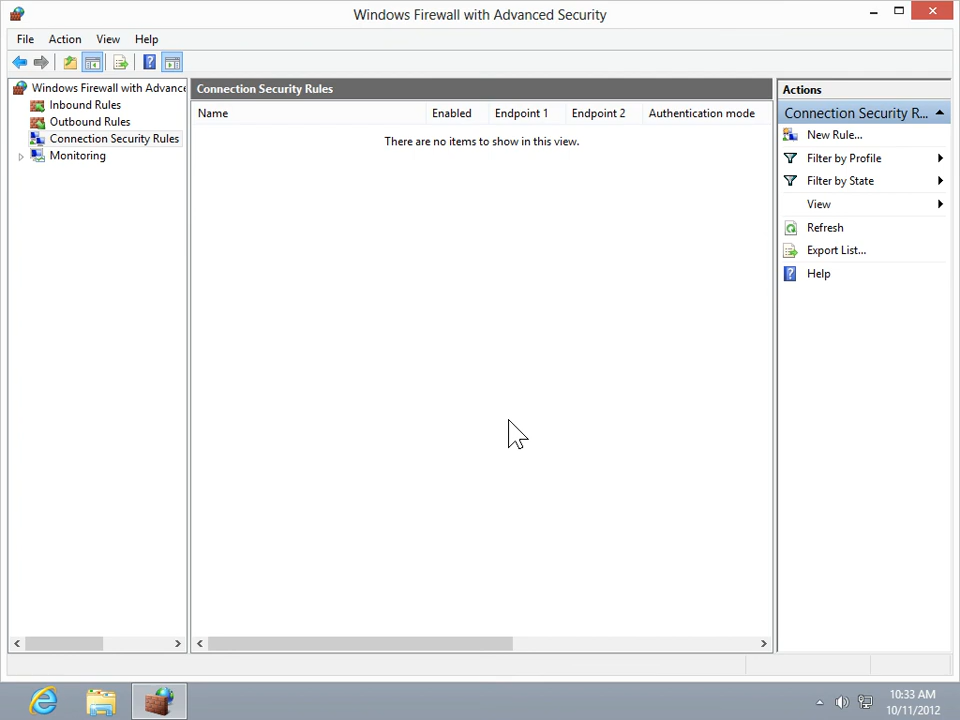 Windows Firewall with Advanced Security
File Action View Help
Windows Firewall with Advance
Inbound Rules
Outbound Rules
Connection Security Rules
Monitoring
Connection Security Rules
Name Enabled Endpoint 1 Endpoint 2 Authentication mode
There are no items to show in this view.
Actions
Connection Security R...
New Rule...
Filter by Profile
Filter by State
View
Refresh
Export List...
Help
10:33 AM
10/11/2012